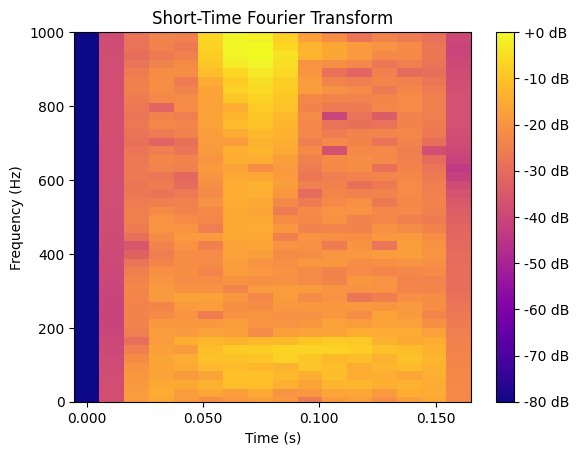 Short-Time Fourier Transform
1000
800
600
400
200
0
Frequency (Hz)
0.000
0.050
0.100
0.150
Time (s)
+0 dB
-10 dB
-20 dB
-30 dB
-40 dB
-50 dB
-60 dB
-70 dB
-80 dB